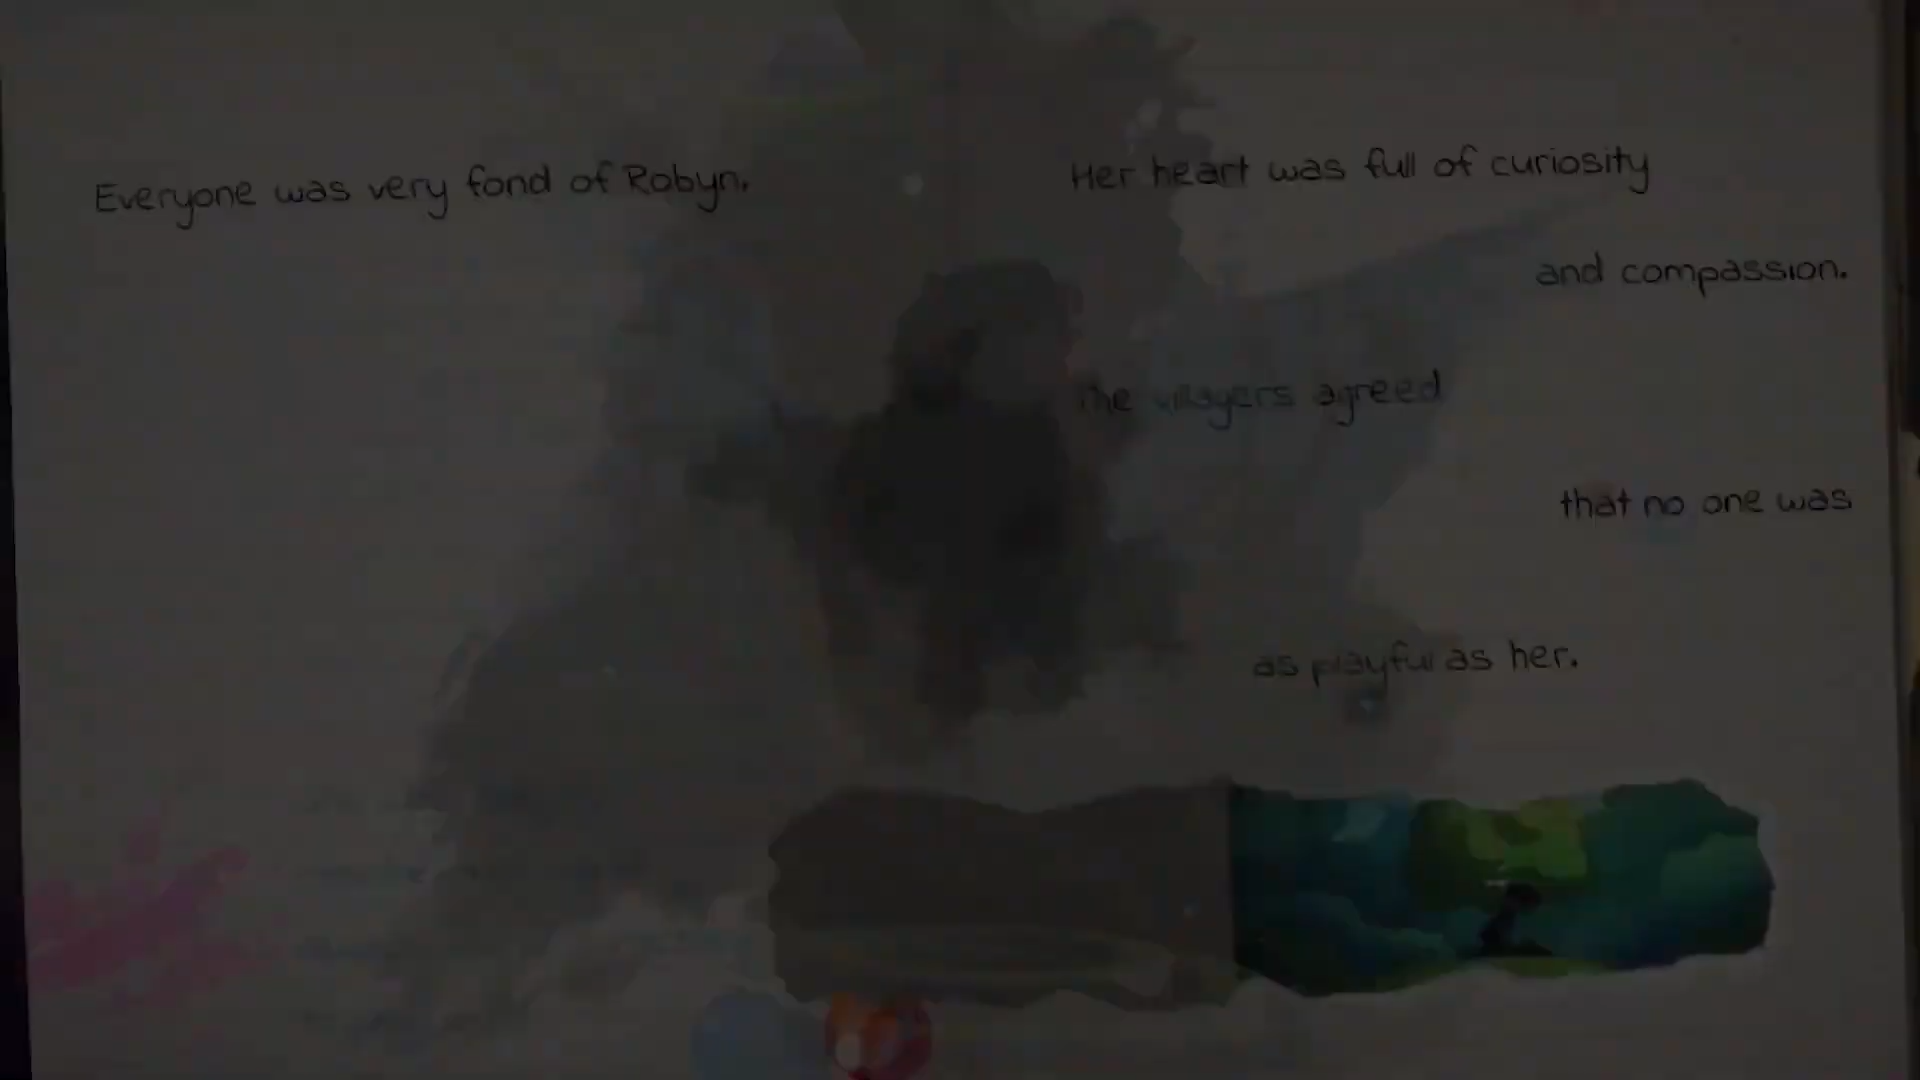 Everyone was very fond of Robyn.
Her heart was full of curiosity
and compassion.
The villagers agreed
that no one was
as playful as her.